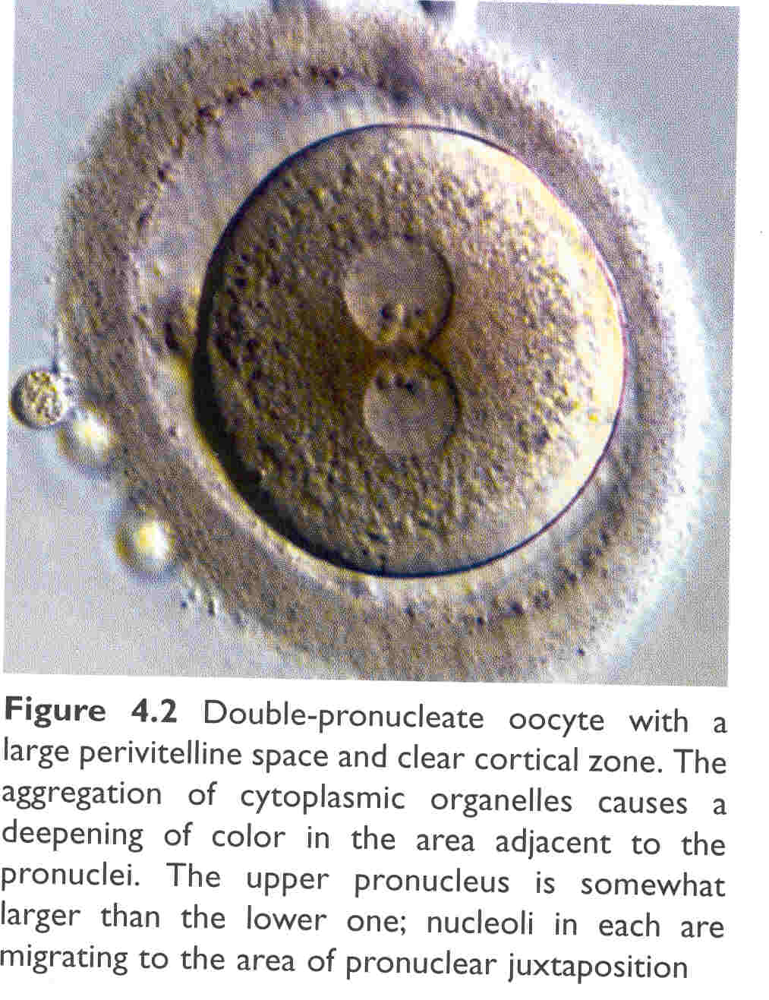 Figure 4.2 Double-pronucleate oocyte with a
large perivitelline space and clear cortical zone. The
aggregation of cytoplasmic organelles causes a
deepening of color in the area adjacent to the
pronuclei. The upper pronucleus is somewhat
larger than the lower one; nucleoli in each are
migrating to the area of pronuclear juxtaposition